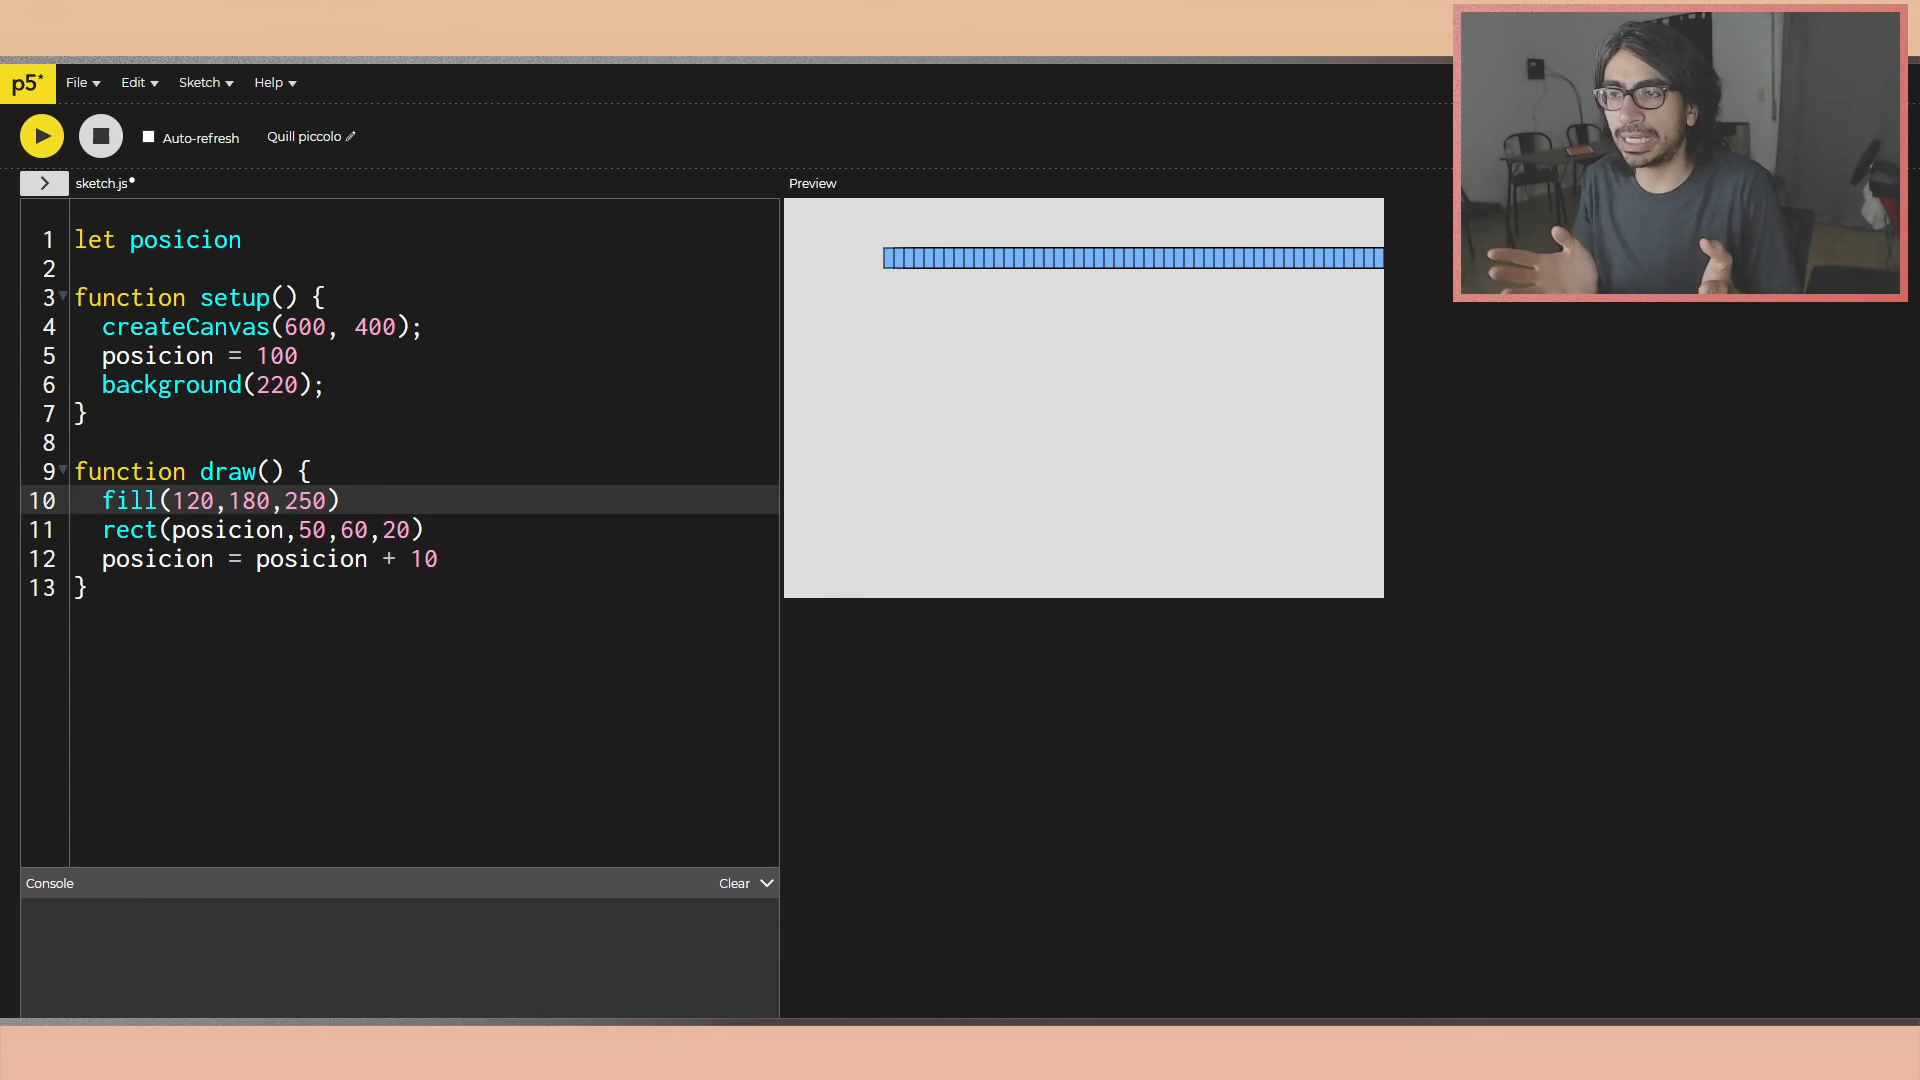 p5* File Edit Sketch Help
Auto-refresh Quill piccolo
sketch.js
Preview
1 let posicion
2
3 function setup() {
4 createCanvas(600, 400);
5 posicion = 100
6 background(220);
7 }
8
9 function draw() {
10 fill(120,180,250)
11 rect(posicion,50,60,20)
12 posicion = posicion + 10
13 }
Console Clear